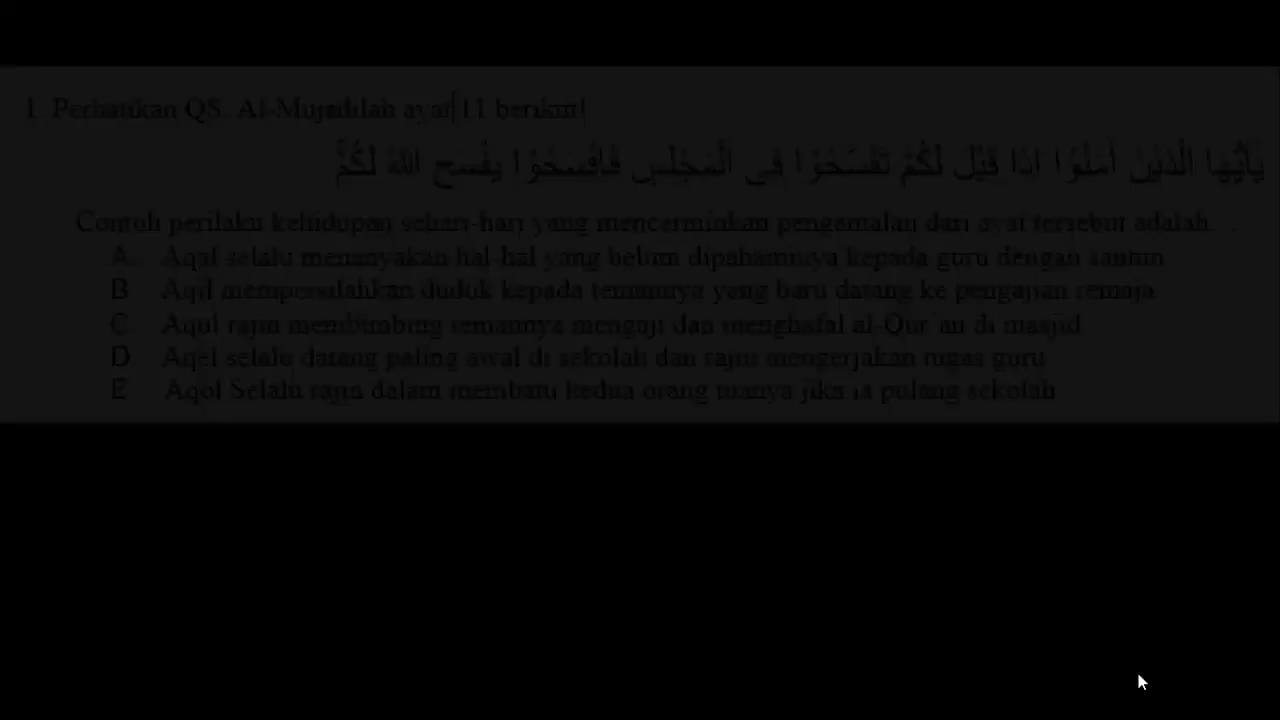 1. Perhatikan QS. Al-Mujadilah ayat 11 berikut!
يٰٓاَيُّهَا الَّذِيْنَ اٰمَنُوْٓا اِذَا قِيْلَ لَكُمْ تَفَسَّحُوْا فِى الْمَجٰلِسِ فَافْسَحُوْا يَفْسَحِ اللّٰهُ لَكُمْ
Contoh perilaku kehidupan sehari-hari yang mencerminkan pengamalan dari ayat tersebut adalah...
A. Aqal selalu menanyakan hal-hal yang belum dipahaminya kepada guru dengan santun
B. Aqil mempersilahkan duduk kepada temannya yang baru datang ke pengajian remaja
C. Aqul rajin membimbing temannya mengaji dan menghafal al-Qur'an di masjid
D. Aqel selalu datang paling awal di sekolah dan rajin mengerjakan tugas guru
E. Aqol Selalu rajin dalam membatu kedua orang tuanya jika ia pulang sekolah